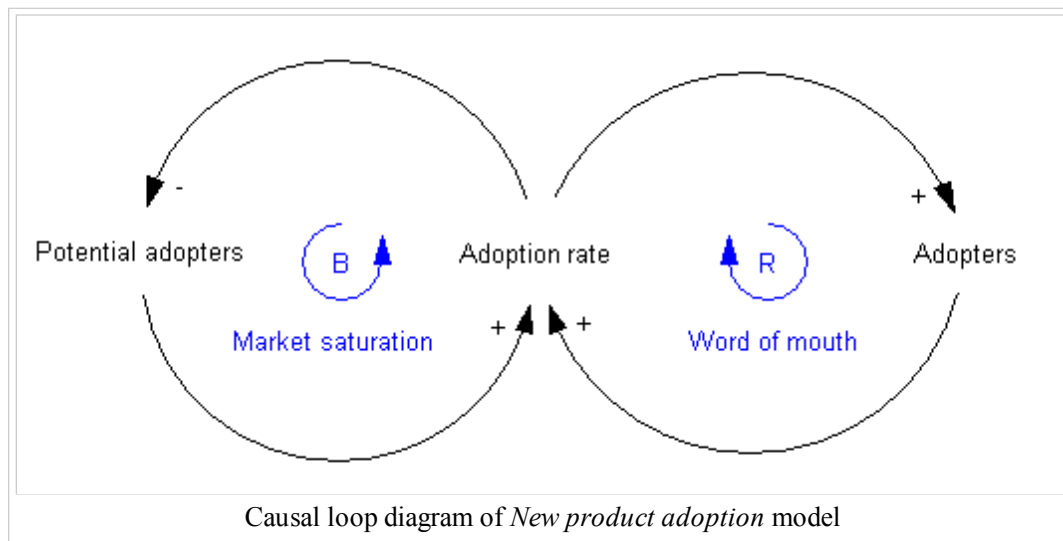 -
+
Potential adopters
B
Adoption rate
R
Adopters
Market saturation
+
+
Word of mouth
Causal loop diagram of New product adoption model